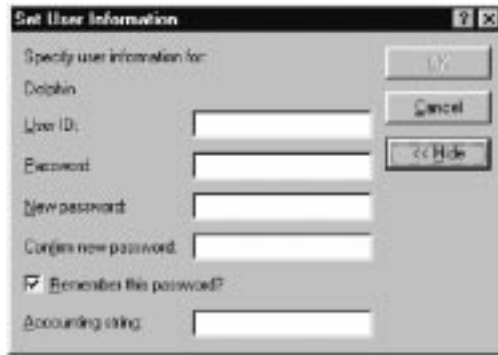 Set User Information
Specify user information for:
Dolphin
User ID:
Password:
New password:
Confirm new password:
Remember this password?
Accounting string:
OK
Cancel
<< Hide